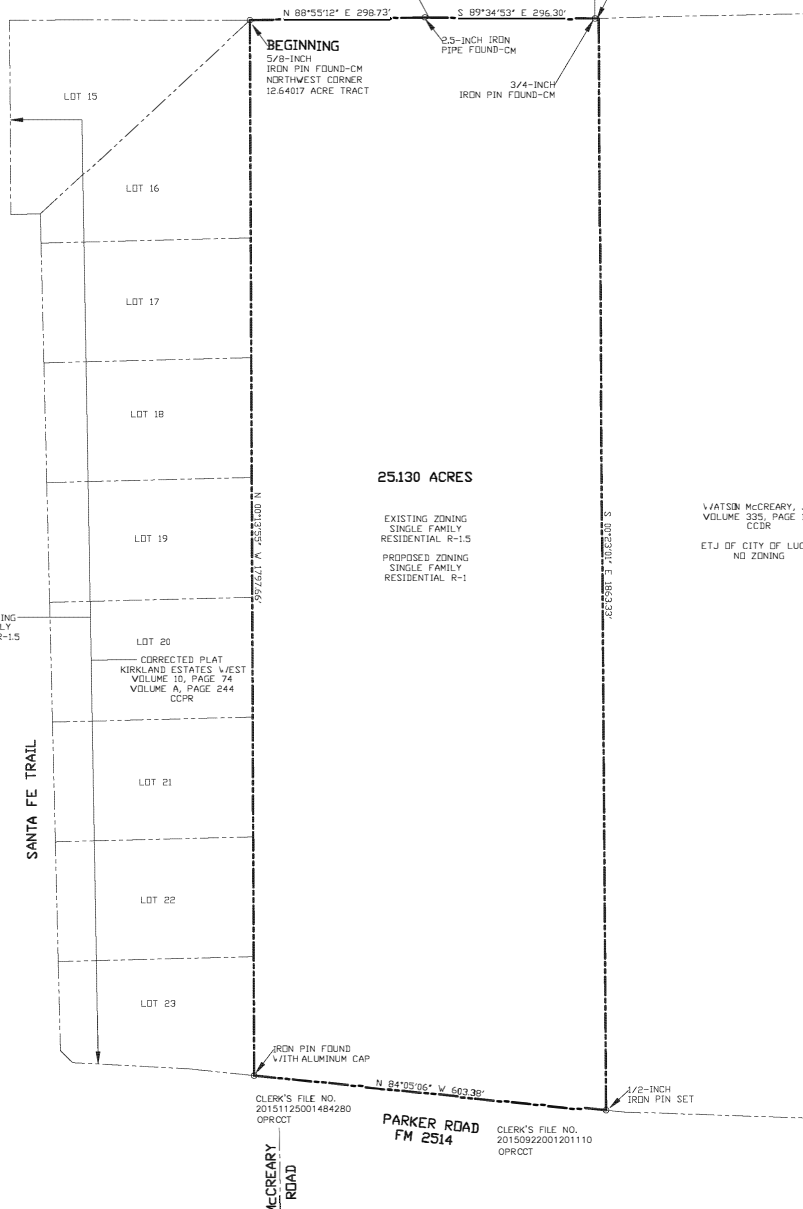 N 88°55'12" E 298.73'
S 89°34'53" E 296.30'
BEGINNING
5/8-INCH
IRON PIN FOUND-CM
NORTHWEST CORNER
12.64017 ACRE TRACT
2.5-INCH IRON
PIPE FOUND-CM
3/4-INCH
IRON PIN FOUND-CM
LOT 15
LOT 16
LOT 17
LOT 18
LOT 19
LOT 20
CORRECTED PLAT
KIRKLAND ESTATES WEST
VOLUME 10, PAGE 74
VOLUME A, PAGE 244
CCPR
LOT 21
LOT 22
LOT 23
SANTA FE TRAIL
R-1.5
N 00°13'55" W 1797.66'
25.130 ACRES
EXISTING ZONING
SINGLE FAMILY
RESIDENTIAL R-1.5
PROPOSED ZONING
SINGLE FAMILY
RESIDENTIAL R-1
S 00°23'01" E 1863.33'
WATSON McCREARY,
VOLUME 335, PAGE
CCDR
ETJ OF CITY OF
NO ZONING
IRON PIN FOUND
WITH ALUMINUM CAP
N 84°05'06" W 603.38'
1/2-INCH
IRON PIN SET
CLERK'S FILE NO.
20151125001484280
OPRCCT
PARKER ROAD
FM 2514
CLERK'S FILE NO.
20150922001201110
OPRCCT
McCREARY
ROAD